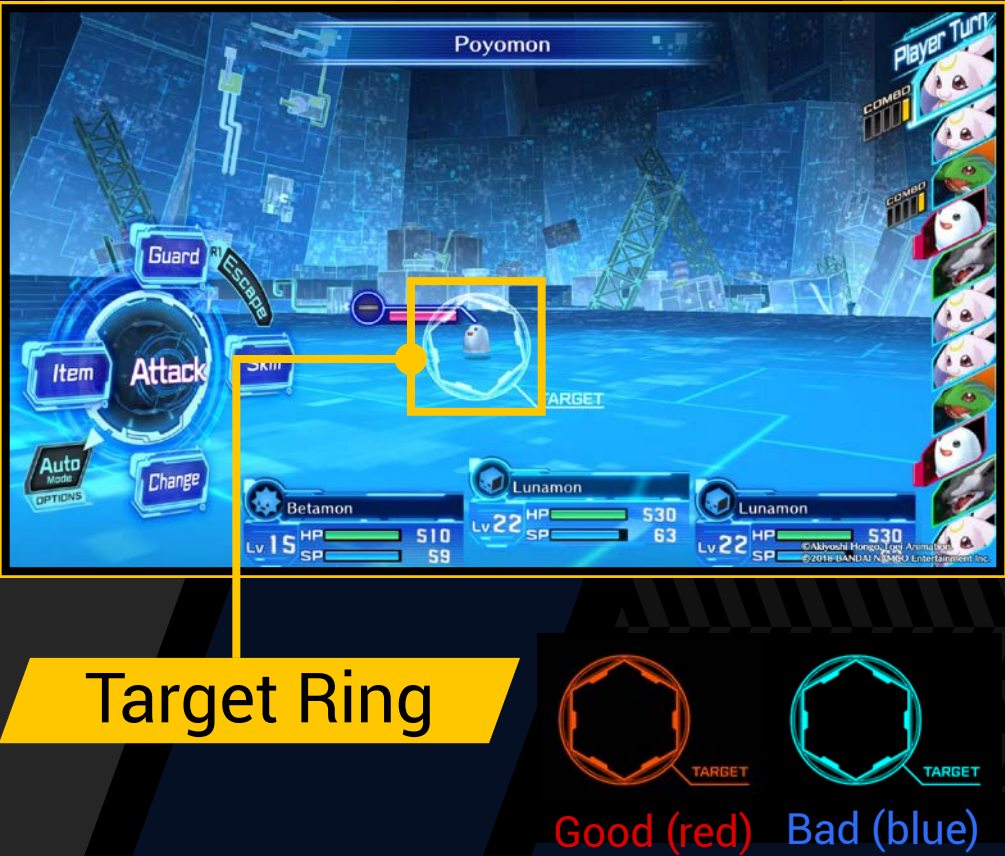 Poyomon
Player Turn
COMBO
COMBO
Guard
R1
Escape
Item
Attack
Skill
TARGET
Auto
Mode
OPTIONS
Change
Betamon
Lv 15
HP 510
SP 59
Lunamon
Lv 22
HP 530
SP 63
Lunamon
Lv 22
HP 530
SP
©Akiyoshi Hongo, Toei Animation
©2018 BANDAI NAMCO Entertainment Inc.
Target Ring
TARGET
TARGET
Good (red)
Bad (blue)